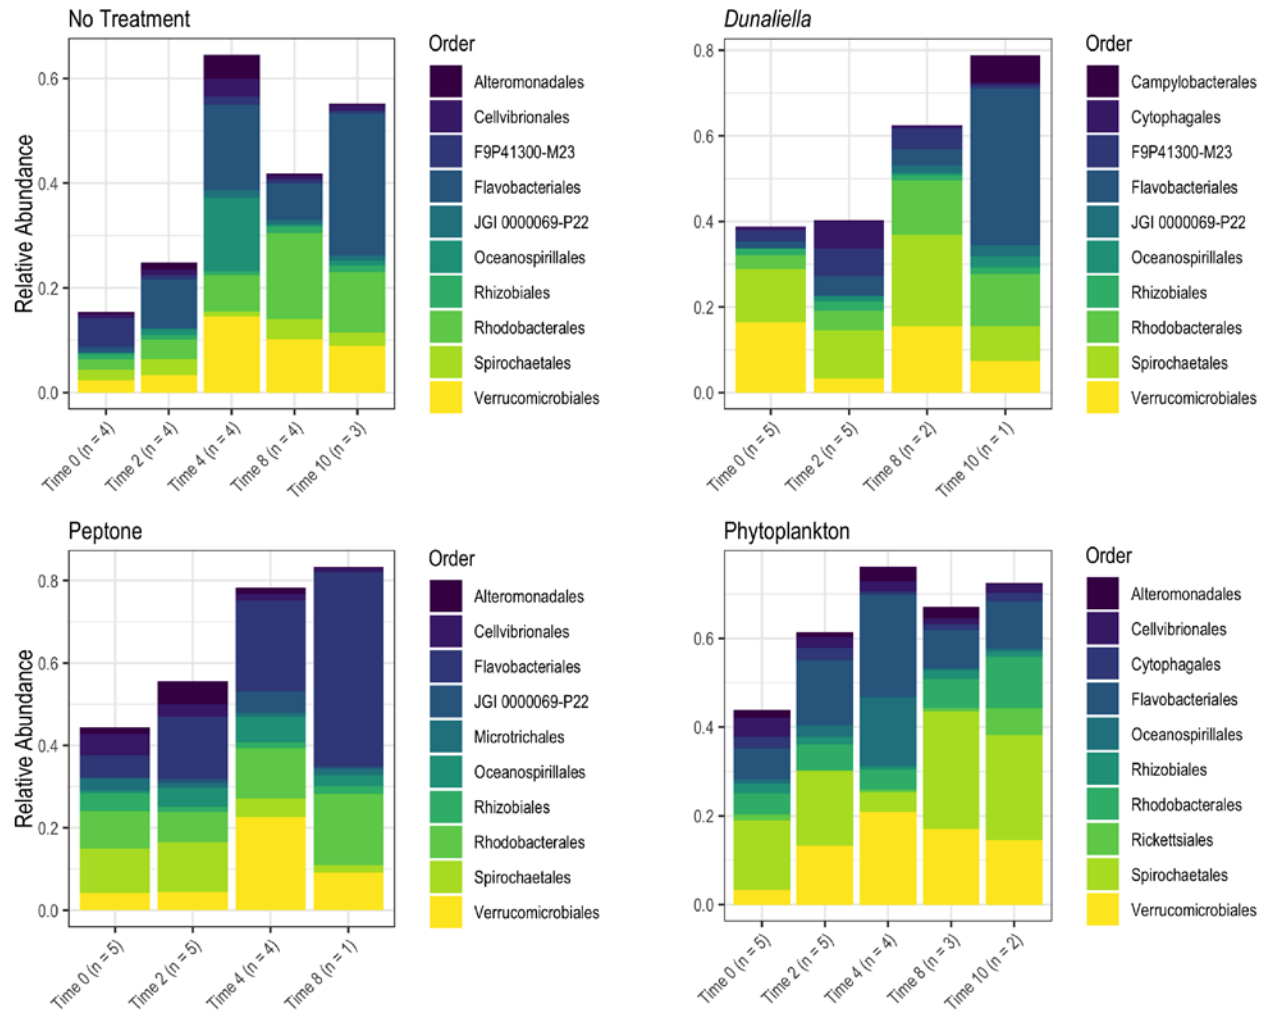 No Treatment
Relative Abundance
0.6
0.4
0.2
0.0
Time 0 (n = 4)
Time 2 (n = 4)
Time 4 (n = 4)
Time 8 (n = 4)
Time 10 (n = 3)
Order
Alteromonadales
Cellvibrionales
F9P41300-M23
Flavobacteriales
JGI 0000069-P22
Oceanospirillales
Rhizobiales
Rhodobacterales
Spirochaetales
Verrucomicrobiales
Dunaliella
0.8
0.6
0.4
0.2
0.0
Time 0 (n = 5)
Time 2 (n = 5)
Time 8 (n = 2)
Time 10 (n = 1)
Order
Campylobacterales
Cytophagales
F9P41300-M23
Flavobacteriales
JGI 0000069-P22
Oceanospirillales
Rhizobiales
Rhodobacterales
Spirochaetales
Verrucomicrobiales
Peptone
Relative Abundance
0.8
0.6
0.4
0.2
0.0
Time 0 (n = 5)
Time 2 (n = 5)
Time 4 (n = 4)
Time 8 (n = 1)
Order
Alteromonadales
Cellvibrionales
Flavobacteriales
JGI 0000069-P22
Microtrichales
Oceanospirillales
Rhizobiales
Rhodobacterales
Spirochaetales
Verrucomicrobiales
Phytoplankton
0.6
0.4
0.2
0.0
Time 0 (n = 5)
Time 2 (n = 5)
Time 4 (n = 4)
Time 8 (n = 3)
Time 10 (n = 2)
Order
Alteromonadales
Cellvibrionales
Cytophagales
Flavobacteriales
Oceanospirillales
Rhizobiales
Rhodobacterales
Rickettsiales
Spirochaetales
Verrucomicrobiales